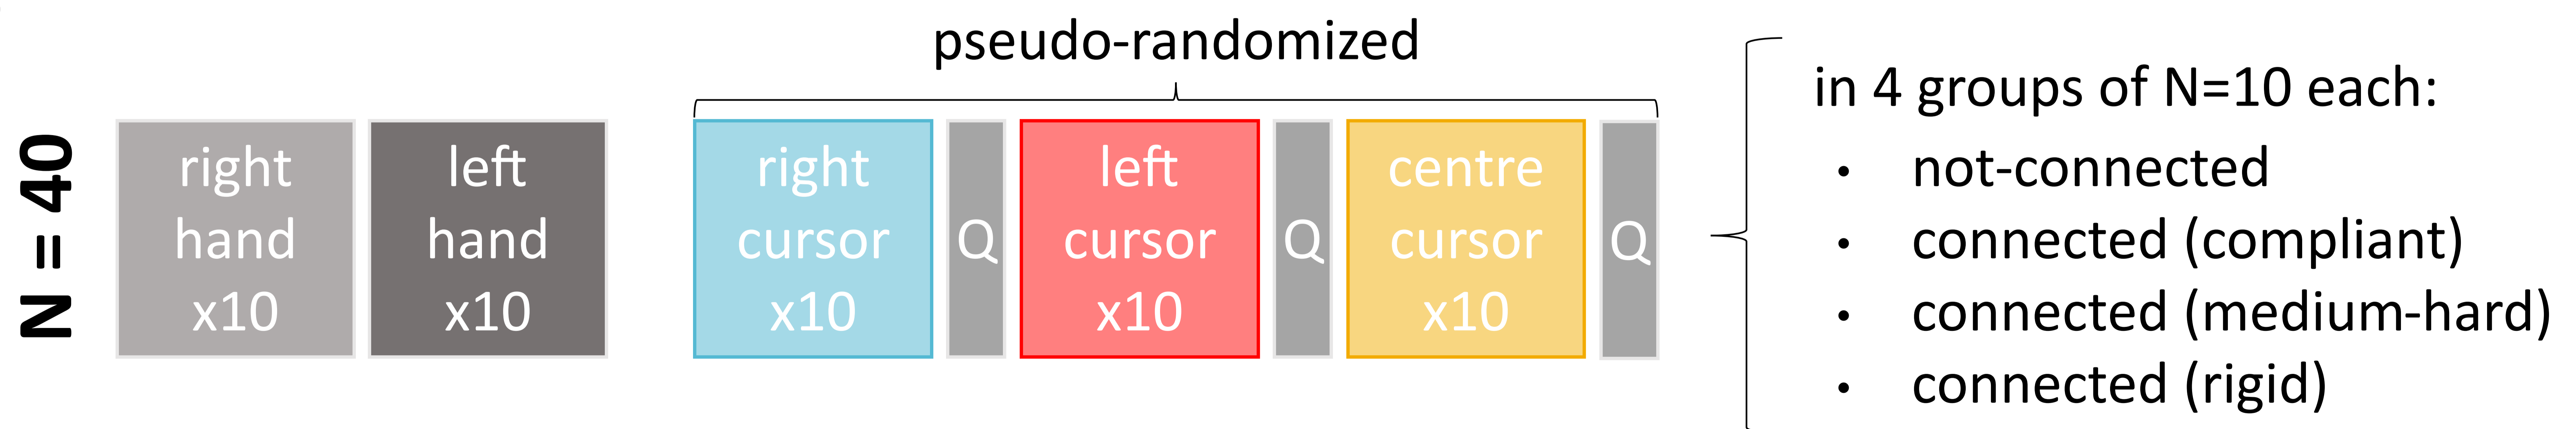 N = 40
right
hand
x10
left
hand
x10
pseudo-randomized
right
cursor
x10
Q
left
cursor
x10
Q
centre
cursor
x10
Q
in 4 groups of N=10 each:
• not-connected
• connected (compliant)
• connected (medium-hard)
• connected (rigid)